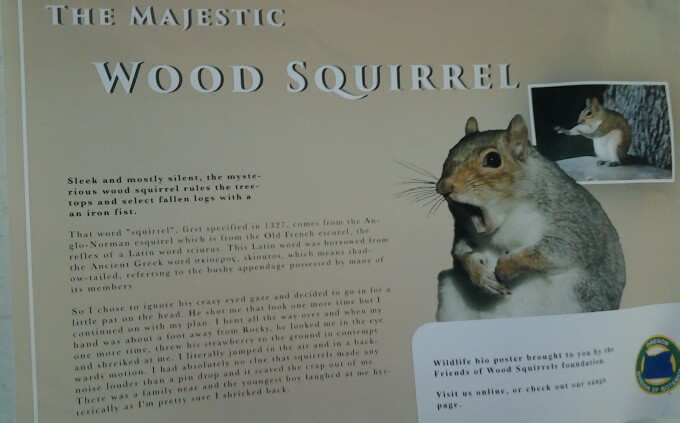 THE MAJESTIC
WOOD SQUIRREL
Sleek and mostly silent, the myste-
rious wood squirrel rules the tree-
tops and select fallen logs with a
an iron fist.
That word "squirrel", first specified in 1327, comes from the An-
glo-Norman esquirel which is from the Old French escurel, the
reflex of a Latin word sciurus. This Latin word was borrowed from
the Ancient Greek word σκίουρος, skiouros, which means shad-
ow-tailed, referring to the bushy appendage possessed by many of
its members
So I chose to ignore his crazy eyed gaze and decided to go in for a
little pat on the head. He shot me that look one more time but I
continued on with my plan. I bent all the way over and when my
hand was about a foot away from Rocky, he looked me in the eye
one more time, threw his strawberry to the ground in contempt
and shrieked at me. I literally jumped in the air and in a back-
wards motion. I had absolutely no clue that squirrels made any
noise louder than a pin drop and it scared the crap out of me.
There was a family near and the youngest boy laughed at me hys-
terically as I'm pretty sure I shricked back.
Wildlife bio poster brought to you by the
Friends of Wood Squirrels foundation.
Visit us online, or check out our sange
page.
OREGON